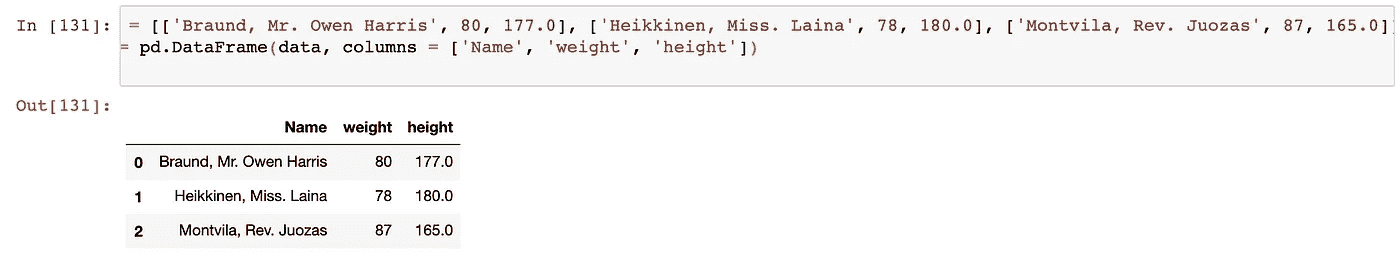 In [131]: = [['Braund, Mr. Owen Harris', 80, 177.0], ['Heikkinen, Miss. Laina', 78, 180.0], ['Montvila, Rev. Juozas', 87, 165.0]
= pd.DataFrame(data, columns = ['Name', 'weight', 'height'])
Out[131]:
Name weight height
0 Braund, Mr. Owen Harris 80 177.0
1 Heikkinen, Miss. Laina 78 180.0
2 Montvila, Rev. Juozas 87 165.0